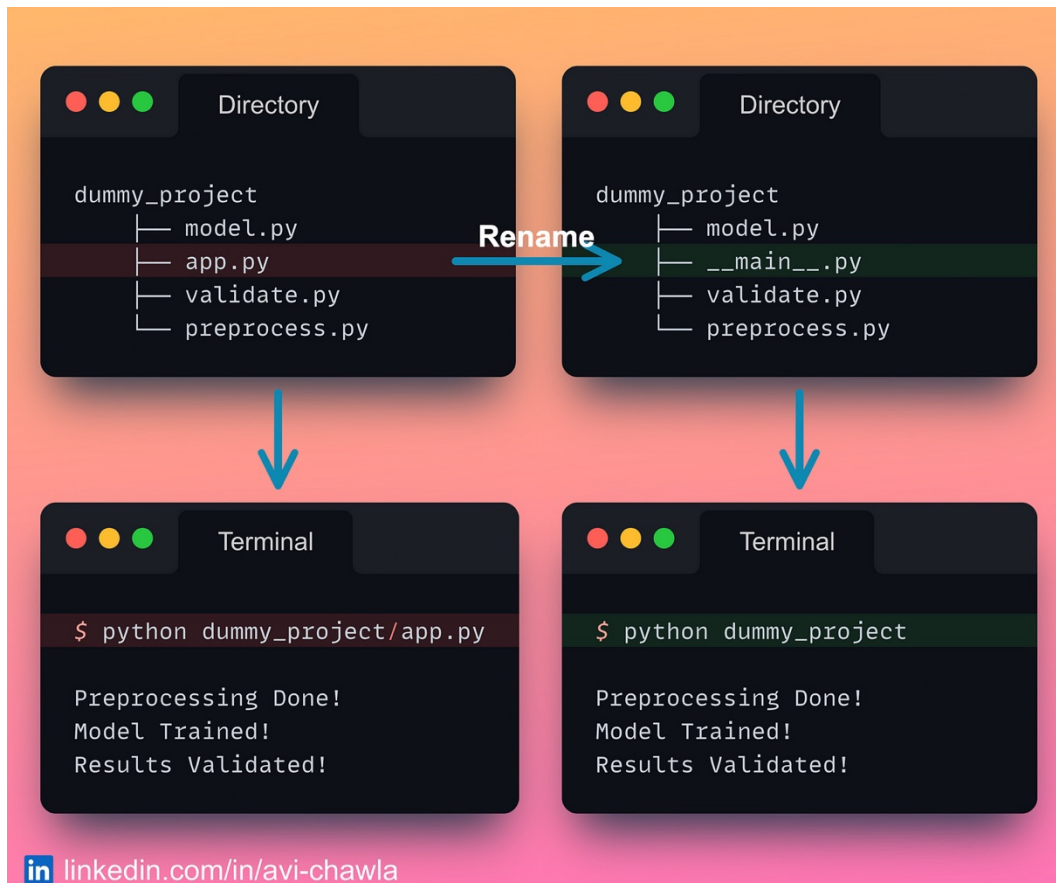 Directory
dummy_project
├── model.py
├── app.py
├── validate.py
└── preprocess.py
Rename
Directory
dummy_project
├── model.py
├── __main__.py
├── validate.py
└── preprocess.py
Terminal
$ python dummy_project/app.py
Preprocessing Done!
Model Trained!
Results Validated!
Terminal
$ python dummy_project
Preprocessing Done!
Model Trained!
Results Validated!
in linkedin.com/in/avi-chawla